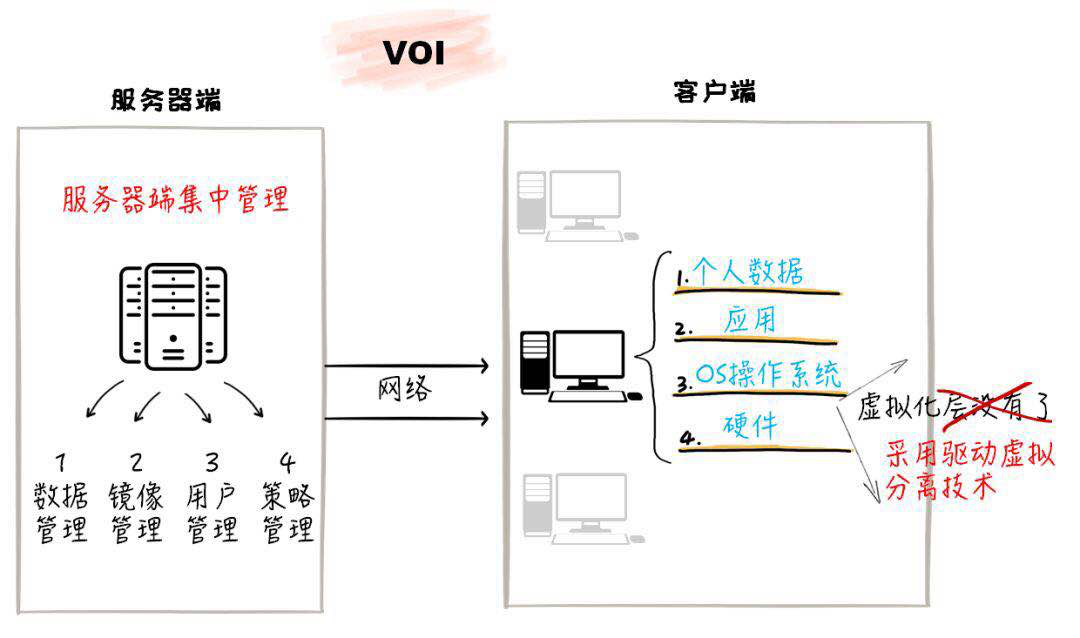 VOI
服务器端
服务器端集中管理
1
数据
管理
2
镜像
管理
3
用户
管理
4
策略
管理
网络
客户端
1.个人数据
2. 应用
3. OS操作系统
4. 硬件
虚拟化层没有了
采用驱动虚拟
分离技术